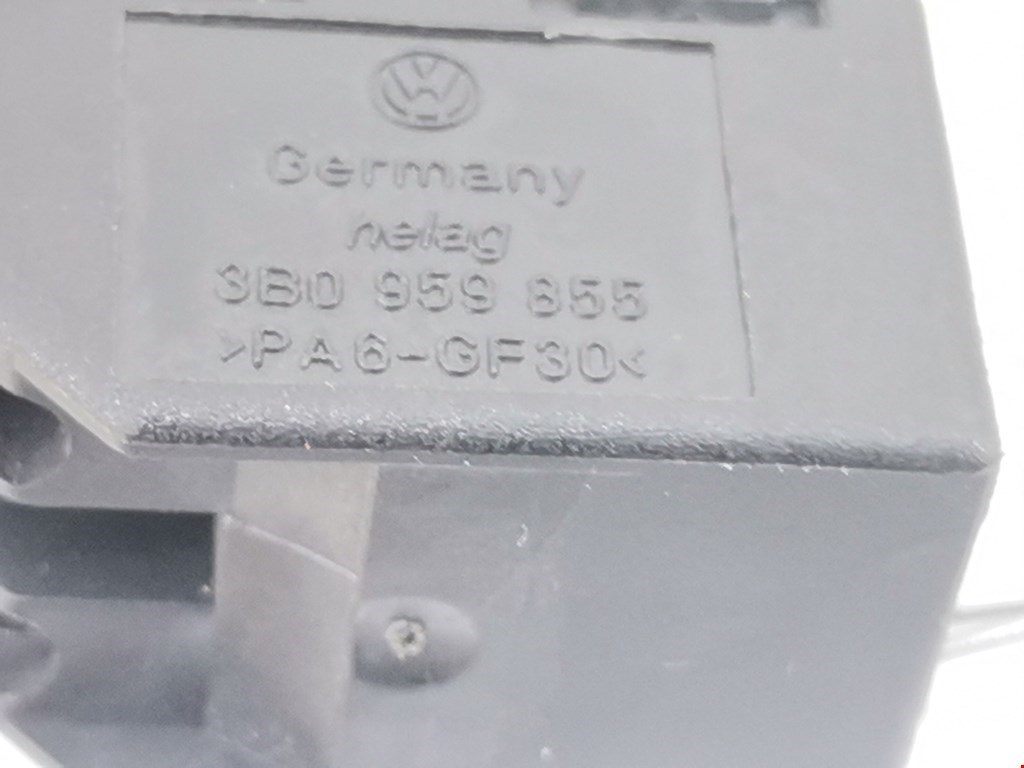 Germany
helag
3B0 959 855
>PA6-GF30<